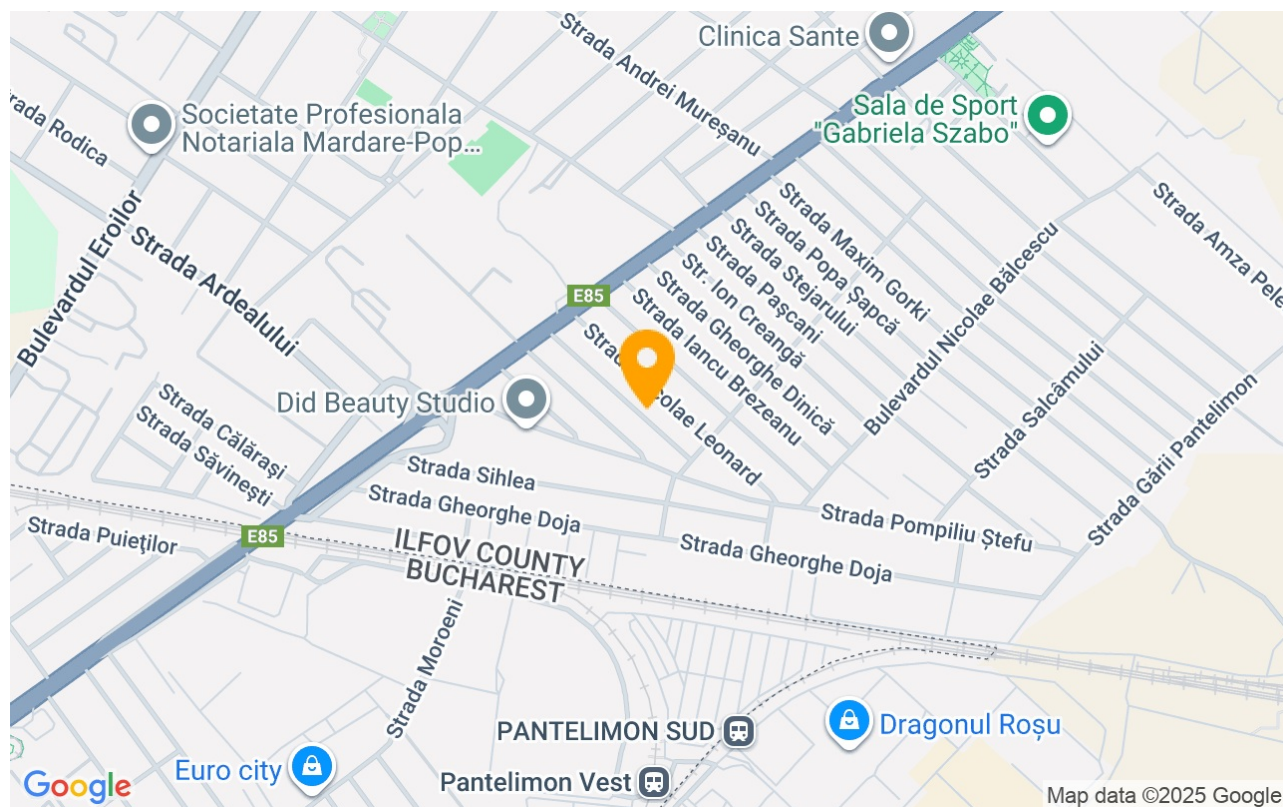 Clinica Sante
Strada Andrei Mureșanu
Sala de Sport
"Gabriela Szabo"
Societate Profesionala
Notariala Mardare-Pop...
Strada Maxim Gorki
Strada Popa Șapcă
Strada Stejarului
Strada Pașcani
Str. Ion Creangă
Strada Gheorghe Dinică
Strada Iancu Brezeanu
Bulevardul Nicolae Bălcescu
Strada Amza Pele
trada Rodica
Bulevardul Eroilor
Strada Ardealului
E85
olae Leonard
Did Beauty Studio
Strada Salcâmului
Strada Gării Pantelimon
Strada Călărași
Strada Săvinești
Strada Sihlea
Strada Gheorghe Doja
Strada Pompiliu Ștefu
Strada Gheorghe Doja
E85
Strada Puieților
ILFOV COUNTY
BUCHAREST
Strada Moroeni
PANTELIMON SUD
Dragonul Roșu
Euro city
Pantelimon Vest
Google
Map data ©2025 Google